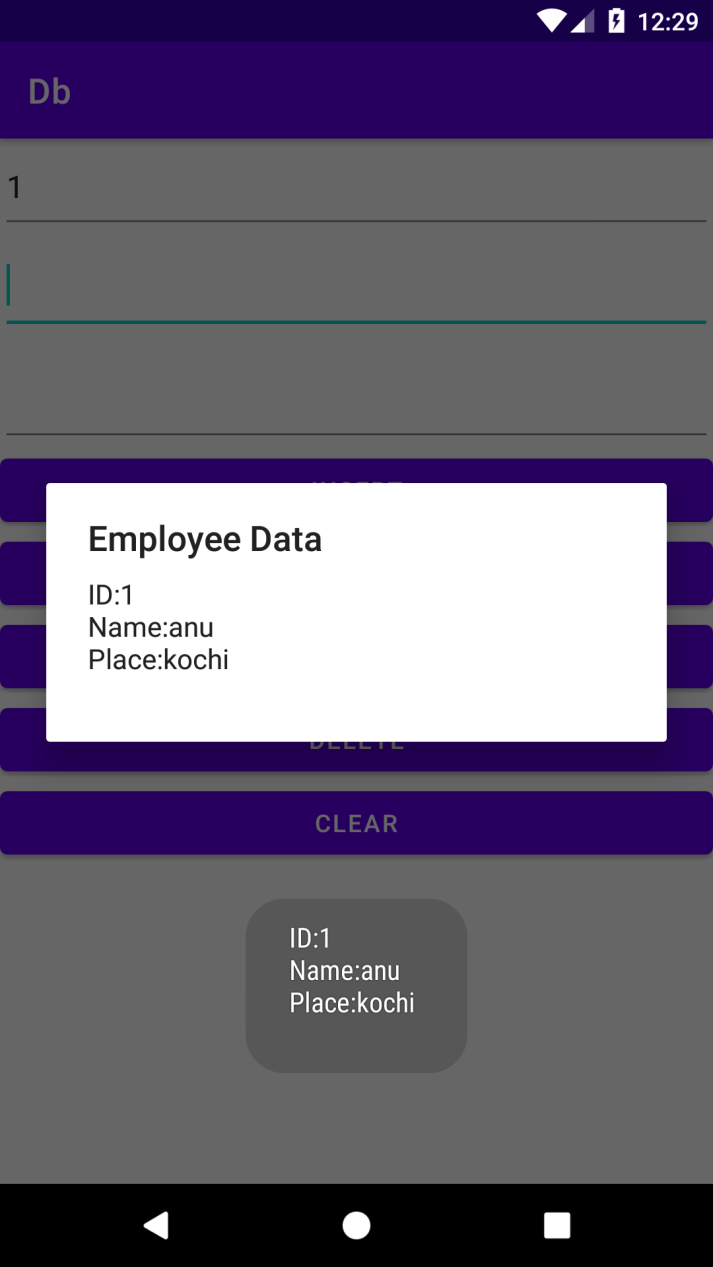 12:29
Db
1
Employee Data
ID:1
Name:anu
Place:kochi
DELETE
CLEAR
ID:1
Name:anu
Place:kochi